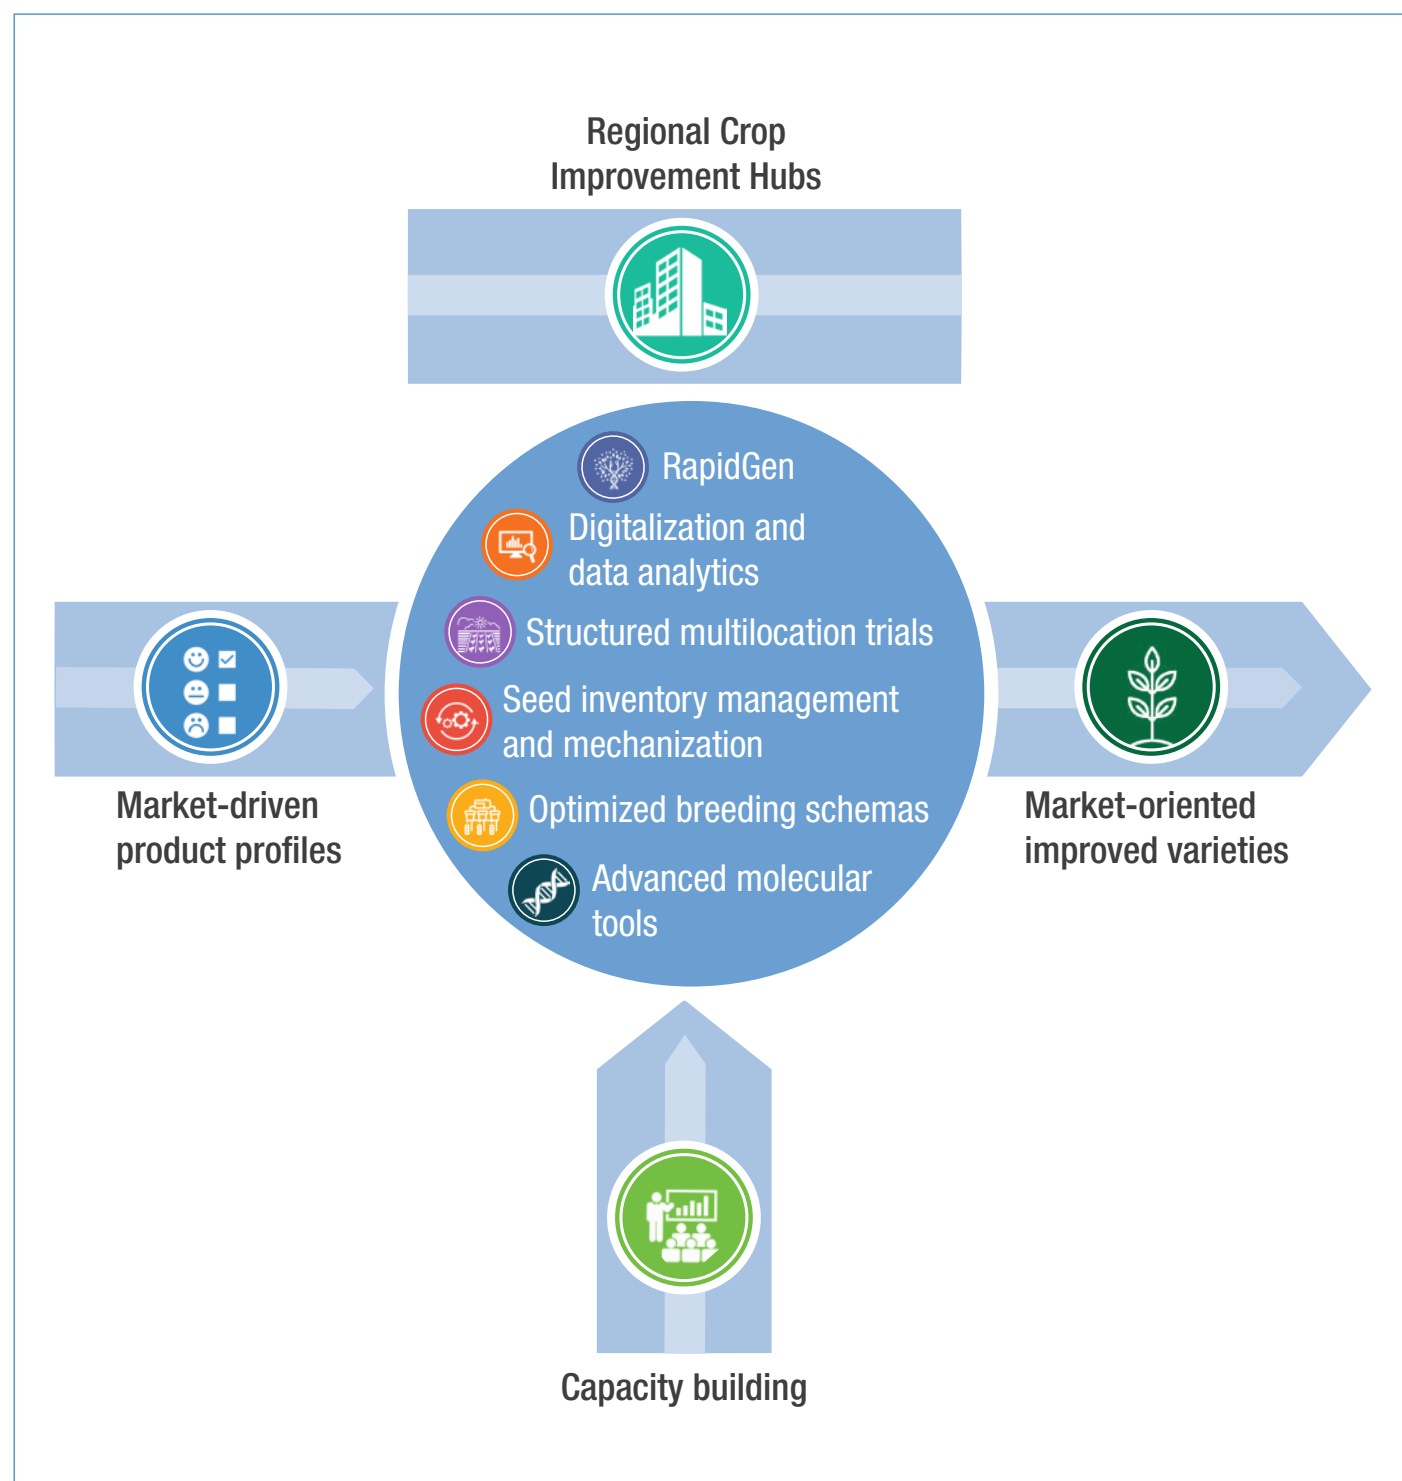 Regional Crop
Improvement Hubs
RapidGen
Digitalization and
data analytics
Structured multilocation trials
Seed inventory management
and mechanization
Optimized breeding schemas
Advanced molecular
tools
Market-driven
product profiles
Market-oriented
improved varieties
Capacity building